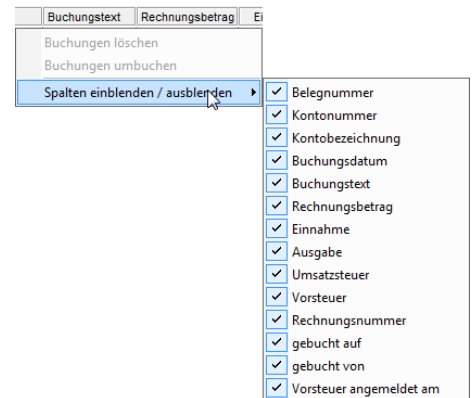 Buchungstext Rechnungsbetrag Ei
Buchungen löschen
Buchungen umbuchen
Spalten einblenden / ausblenden
Belegnummer
Kontonummer
Kontobezeichnung
Buchungsdatum
Buchungstext
Rechnungsbetrag
Einnahme
Ausgabe
Umsatzsteuer
Vorsteuer
Rechnungsnummer
gebucht auf
gebucht von
Vorsteuer angemeldet am